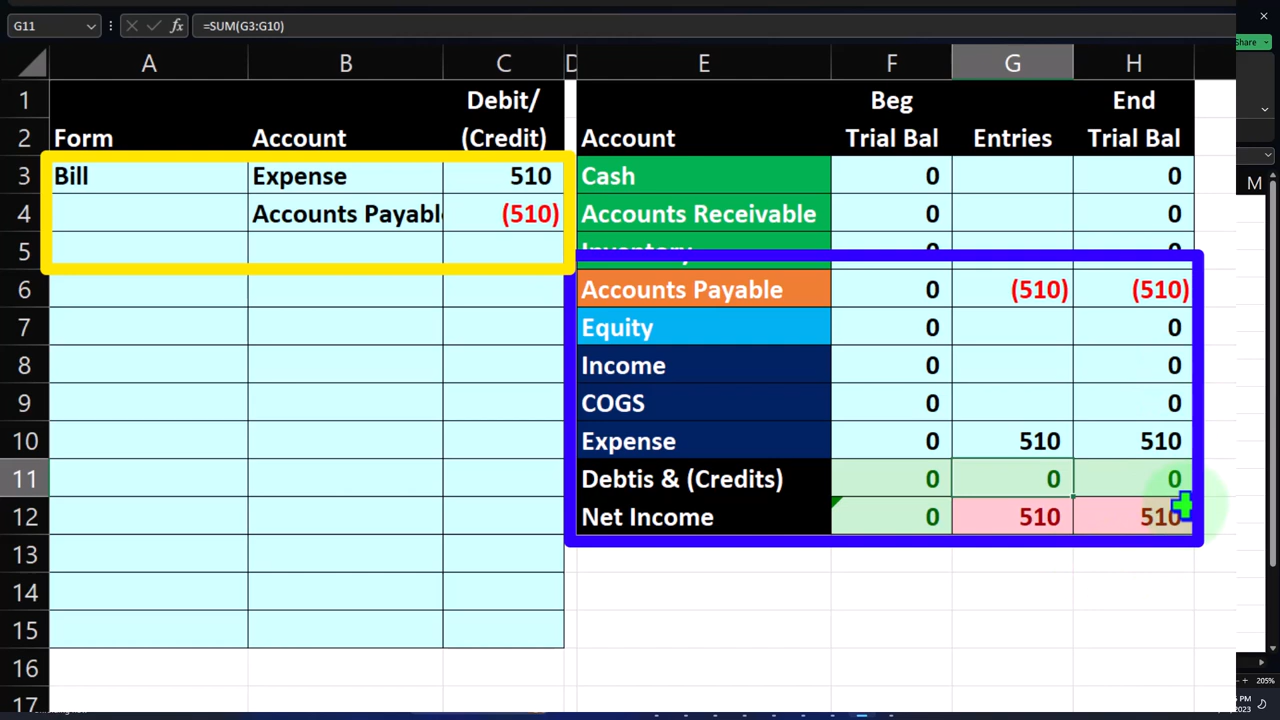 G11 fx =SUM(G3:G10)
Share
A B C D E F G H
1 Debit/ Beg End
2 Form Account (Credit) Account Trial Bal Entries Trial Bal
3 Bill Expense 510 Cash 0 0
4 Accounts Payabl (510) Accounts Receivable 0 0
5 Inventory 0 0
6 Accounts Payable 0 (510) (510)
7 Equity 0 0
8 Income 0 0
9 COGS 0 0
10 Expense 0 510 510
11 Debtis & (Credits) 0 0 0
12 Net Income 0 510 510
13
14
15
16
17
M
205%